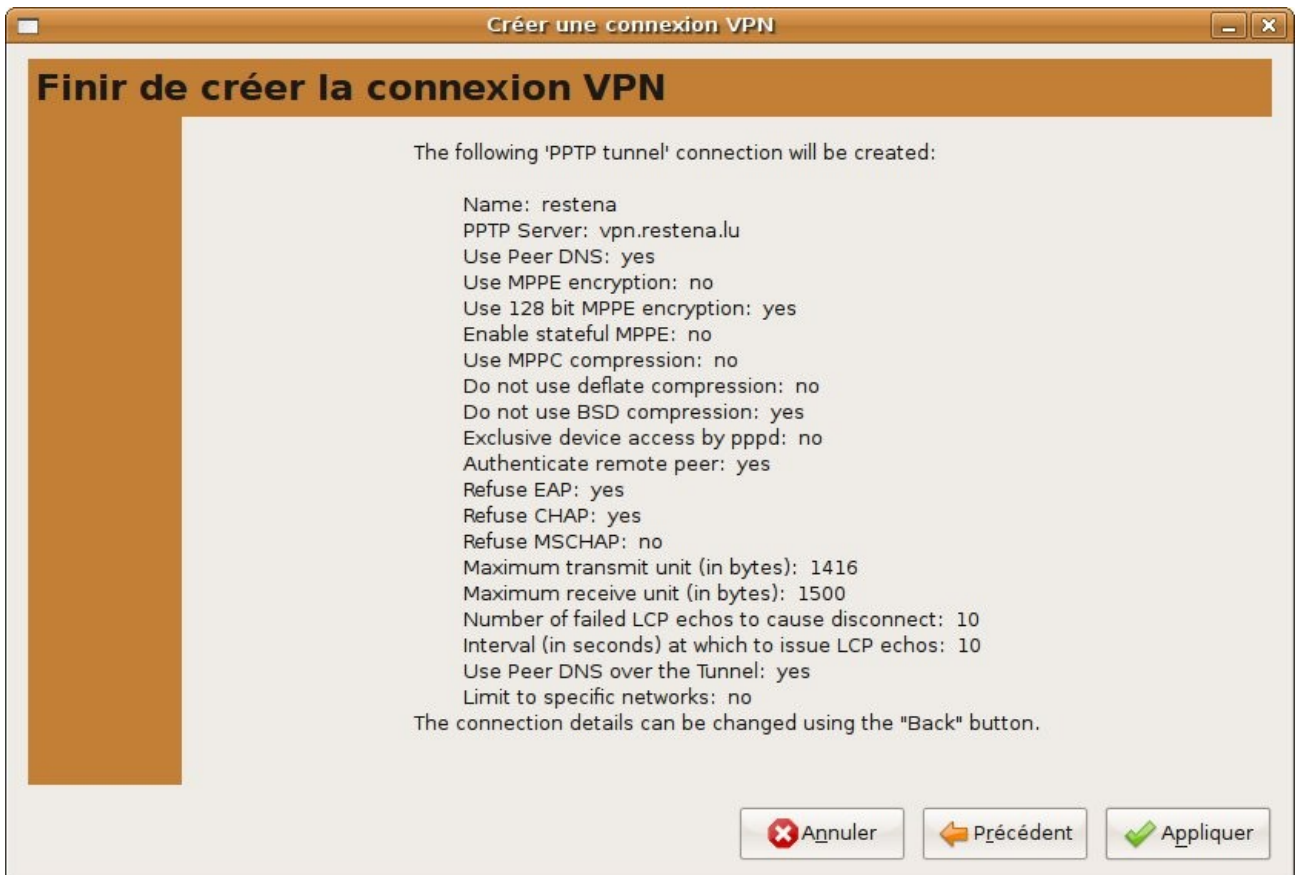 Créer une connexion VPN
Finir de créer la connexion VPN
The following 'PPTP tunnel' connection will be created:
Name: restena
PPTP Server: vpn.restena.lu
Use Peer DNS: yes
Use MPPE encryption: no
Use 128 bit MPPE encryption: yes
Enable stateful MPPE: no
Use MPPC compression: no
Do not use deflate compression: no
Do not use BSD compression: yes
Exclusive device access by pppd: no
Authenticate remote peer: yes
Refuse EAP: yes
Refuse CHAP: yes
Refuse MSCHAP: no
Maximum transmit unit (in bytes): 1416
Maximum receive unit (in bytes): 1500
Number of failed LCP echos to cause disconnect: 10
Interval (in seconds) at which to issue LCP echos: 10
Use Peer DNS over the Tunnel: yes
Limit to specific networks: no
The connection details can be changed using the "Back" button.
Annuler
Précédent
Appliquer